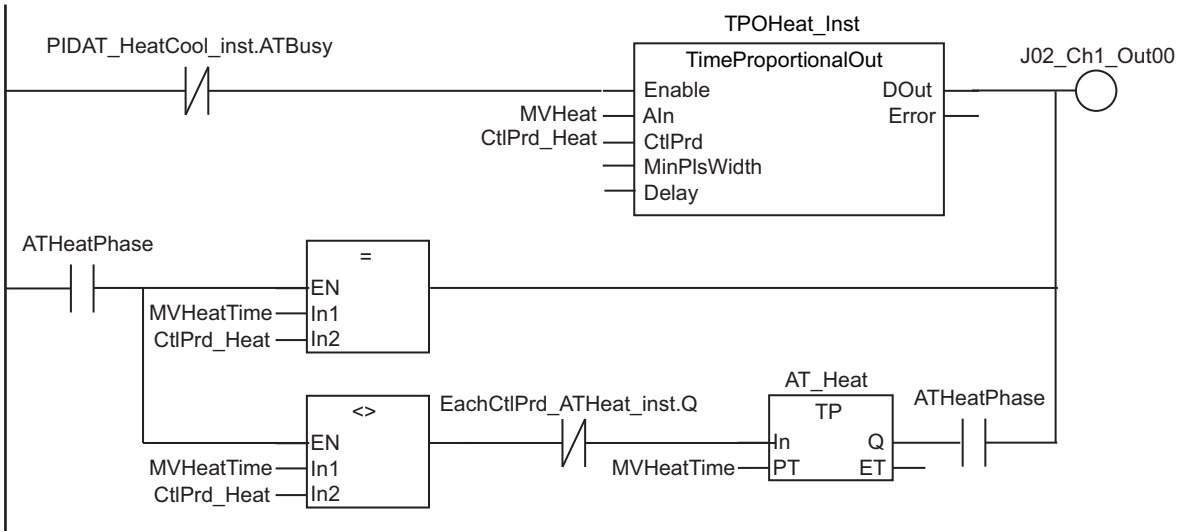 TPOHeat_Inst
PIDAT_HeatCool_inst.ATBusy
TimeProportionalOut
J02_Ch1_Out00
Enable DOut
MVHeat AIn Error
CtlPrd_Heat CtlPrd
MinPlsWidth
Delay
ATHeatPhase
=
EN
MVHeatTime In1
CtlPrd_Heat In2
AT_Heat
<> EachCtlPrd_ATHeat_inst.Q TP ATHeatPhase
EN In Q
MVHeatTime In1 MVHeatTime PT ET
CtlPrd_Heat In2